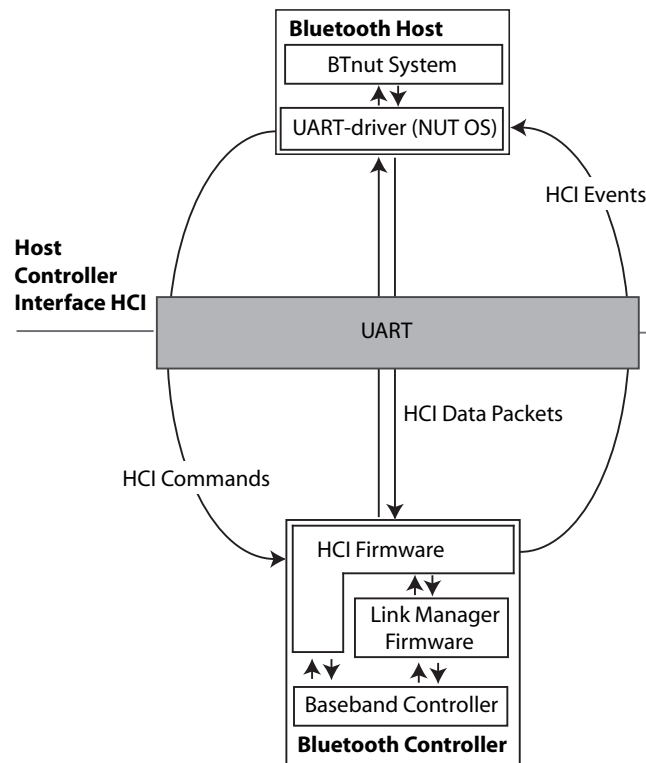 Bluetooth Host
BTnut System
UART-driver (NUT OS)
HCI Events
Host
Controller
Interface HCI
UART
HCI Data Packets
HCI Commands
HCI Firmware
Link Manager
Firmware
Baseband Controller
Bluetooth Controller